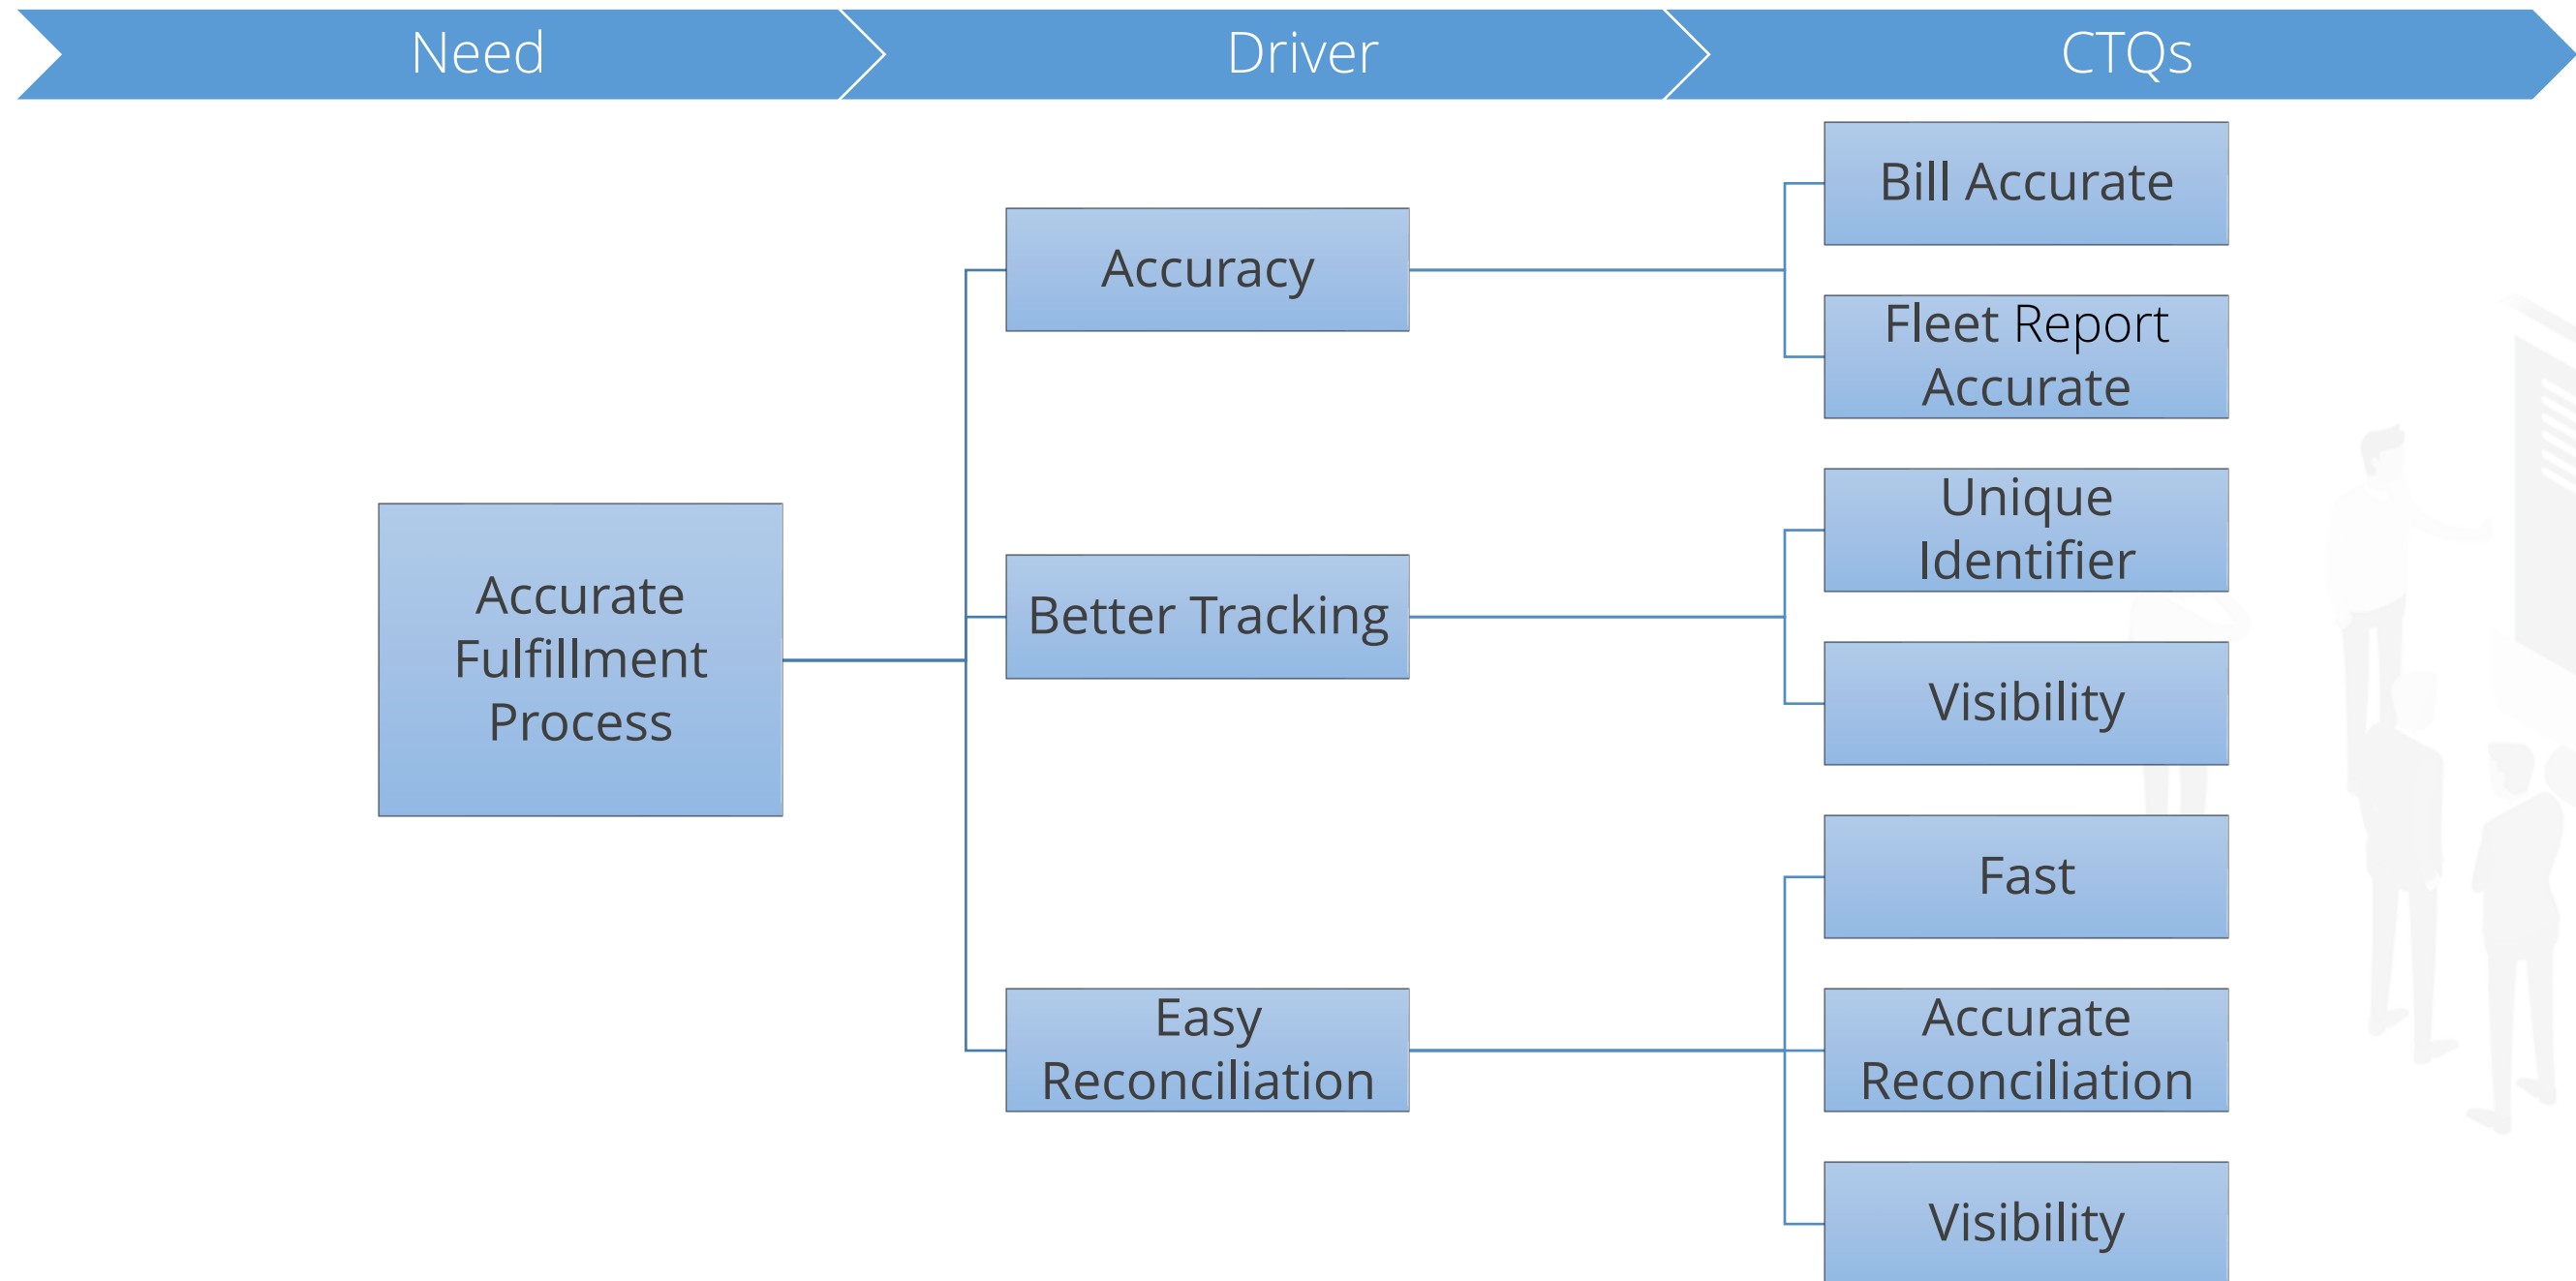 Need
Driver
CTQs
Accurate
Fulfillment
Process
Accuracy
Better Tracking
Easy
Reconciliation
Bill Accurate
Fleet Report
Accurate
Unique
Identifier
Visibility
Fast
Accurate
Reconciliation
Visibility